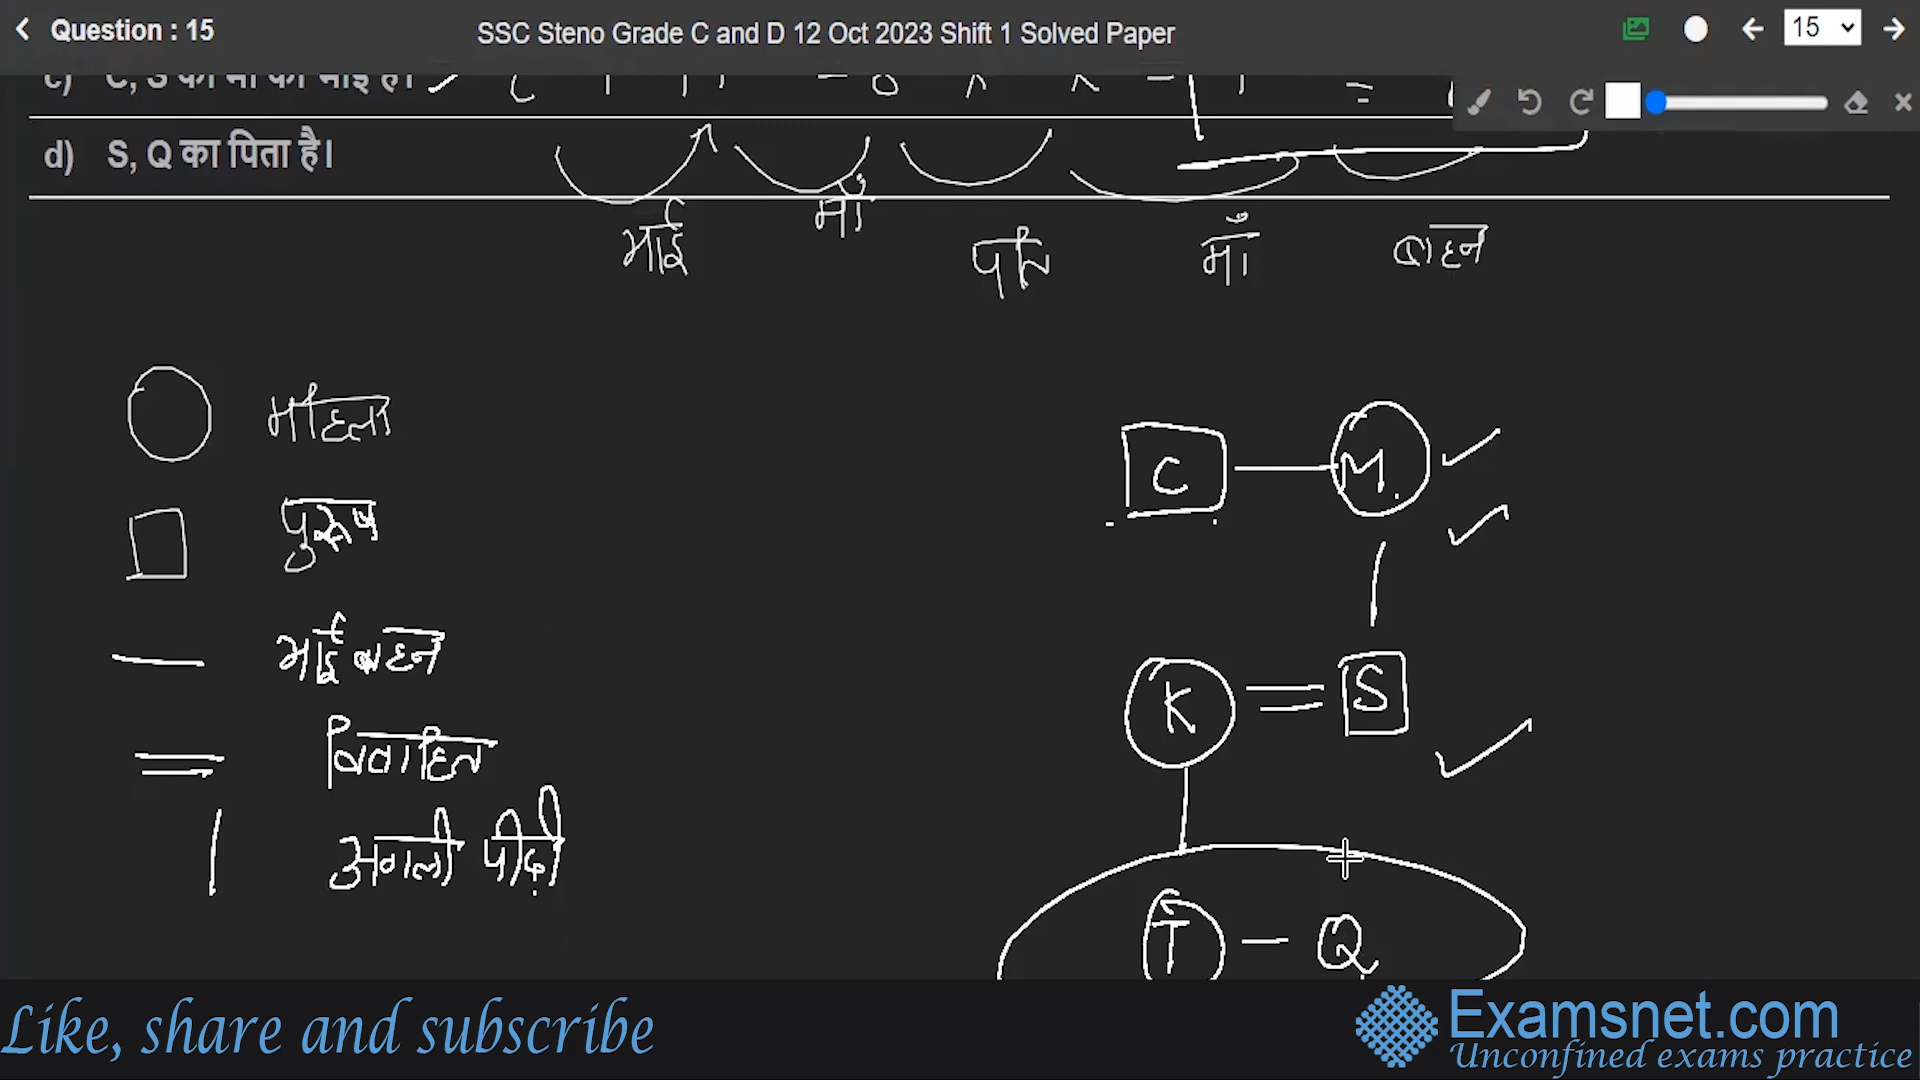 Question : 15
SSC Steno Grade C and D 12 Oct 2023 Shift 1 Solved Paper
15
c) C, S की माँ का भाई है।
d) S, Q का पिता है।
भाई माँ पति माँ बहन
महिला
पुरुष
भाई बहन
विवाहित
अगली पीढ़ी
C M
K S
T Q
Like, share and subscribe
Examsnet.com
Unconfined exams practice